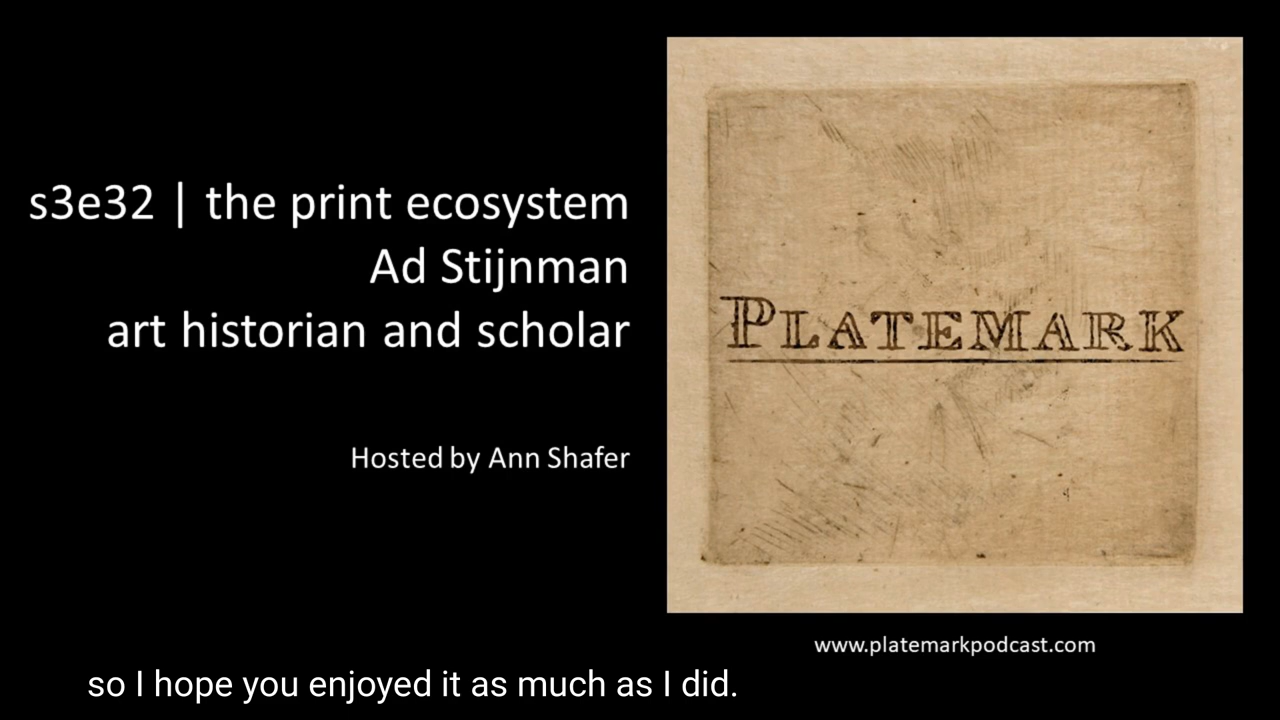 s3e32 | the print ecosystem
Ad Stijnman
art historian and scholar
Hosted by Ann Shafer
PLATEMARK
www.platemarkpodcast.com
so I hope you enjoyed it as much as I did.